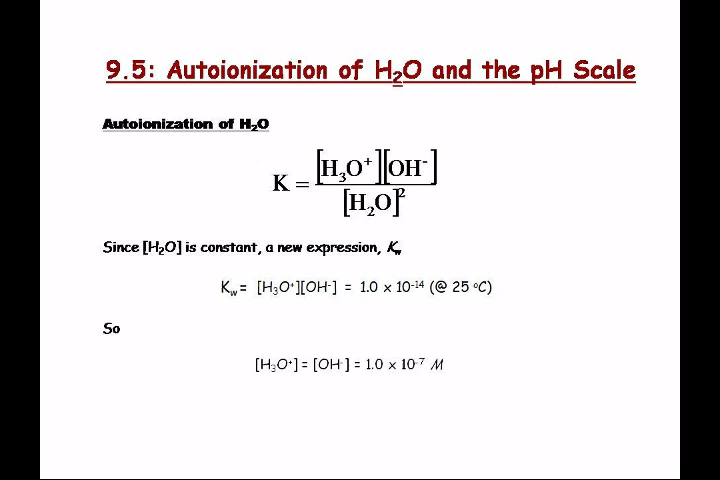 9.5: Autoionization of H₂O and the pH Scale
Autoionization of H₂O
K = [H₃O⁺][OH⁻] / [H₂O]²
Since [H₂O] is constant, a new expression, Kw
Kw = [H₃O⁺][OH⁻] = 1.0 x 10⁻¹⁴ (@ 25 °C)
So
[H₃O⁺] = [OH⁻] = 1.0 x 10⁻⁷ M